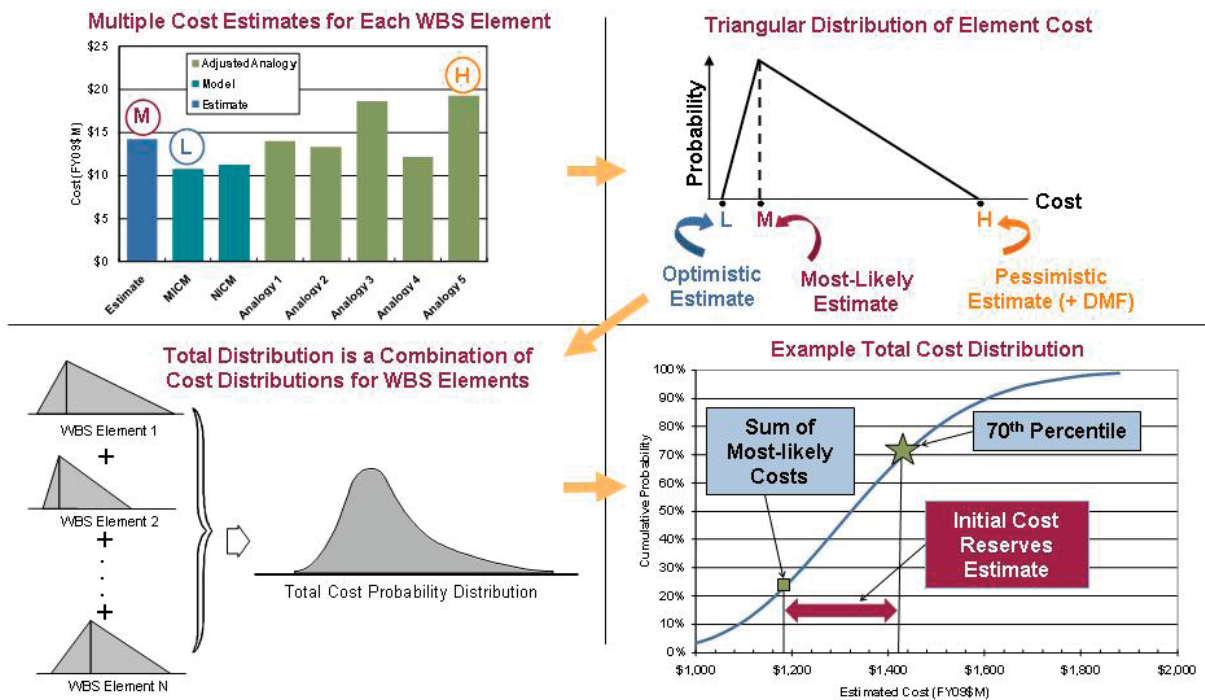 Multiple Cost Estimates for Each WBS Element
$25
$20
$15
$10
$5
$0
Cost (FY09$M)
Adjusted Analogy
Model
Estimate
M
L
H
Estimate
MICM
NICM
Analogy 1
Analogy 2
Analogy 3
Analogy 4
Analogy 5
Triangular Distribution of Element Cost
Probability
Cost
L
M
H
Optimistic
Estimate
Most-Likely
Estimate
Pessimistic
Estimate (+ DMF)
Total Distribution is a Combination of
Cost Distributions for WBS Elements
WBS Element 1
+
WBS Element 2
+
.
.
.
.
+
WBS Element N
Total Cost Probability Distribution
Example Total Cost Distribution
100%
90%
80%
70%
60%
50%
40%
30%
20%
10%
0%
Cumulative Probability
Sum of
Most-likely
Costs
70th Percentile
Initial Cost
Reserves
Estimate
$1,000
$1,200
$1,400
$1,600
$1,800
$2,000
Estimated Cost (FY09$M)